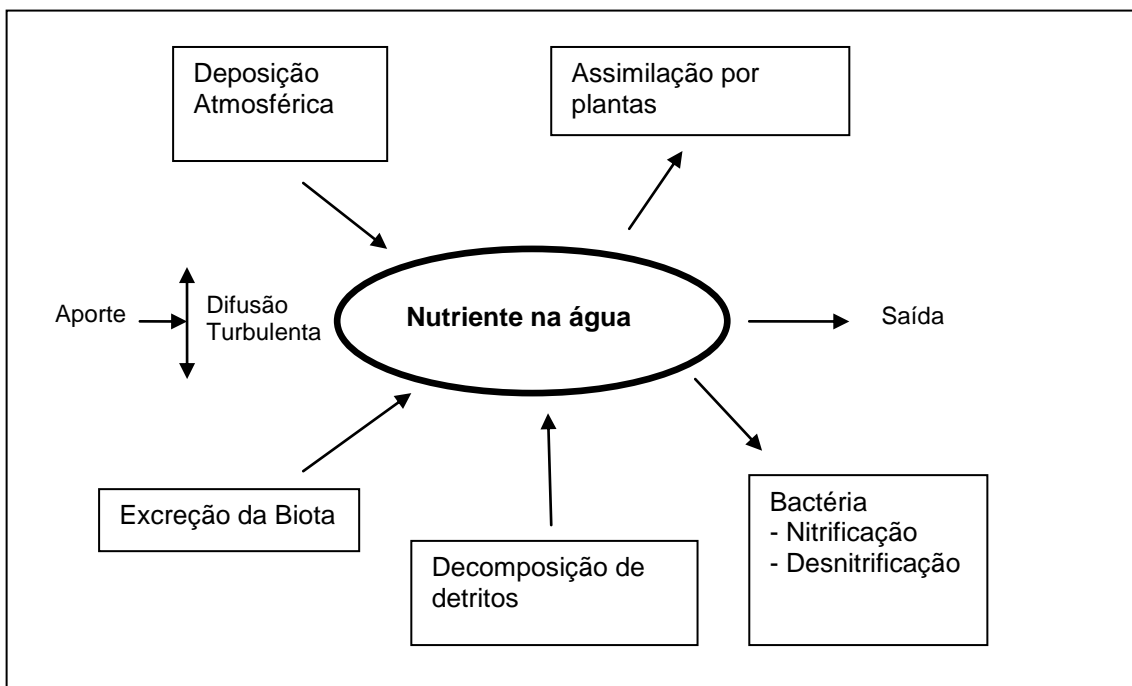 Deposição
Atmosférica
Assimilação por
plantas
Aporte
Difusão
Turbulenta
Nutriente na água
Saída
Excreção da Biota
Decomposição de
detritos
Bactéria
- Nitrificação
- Desnitrificação